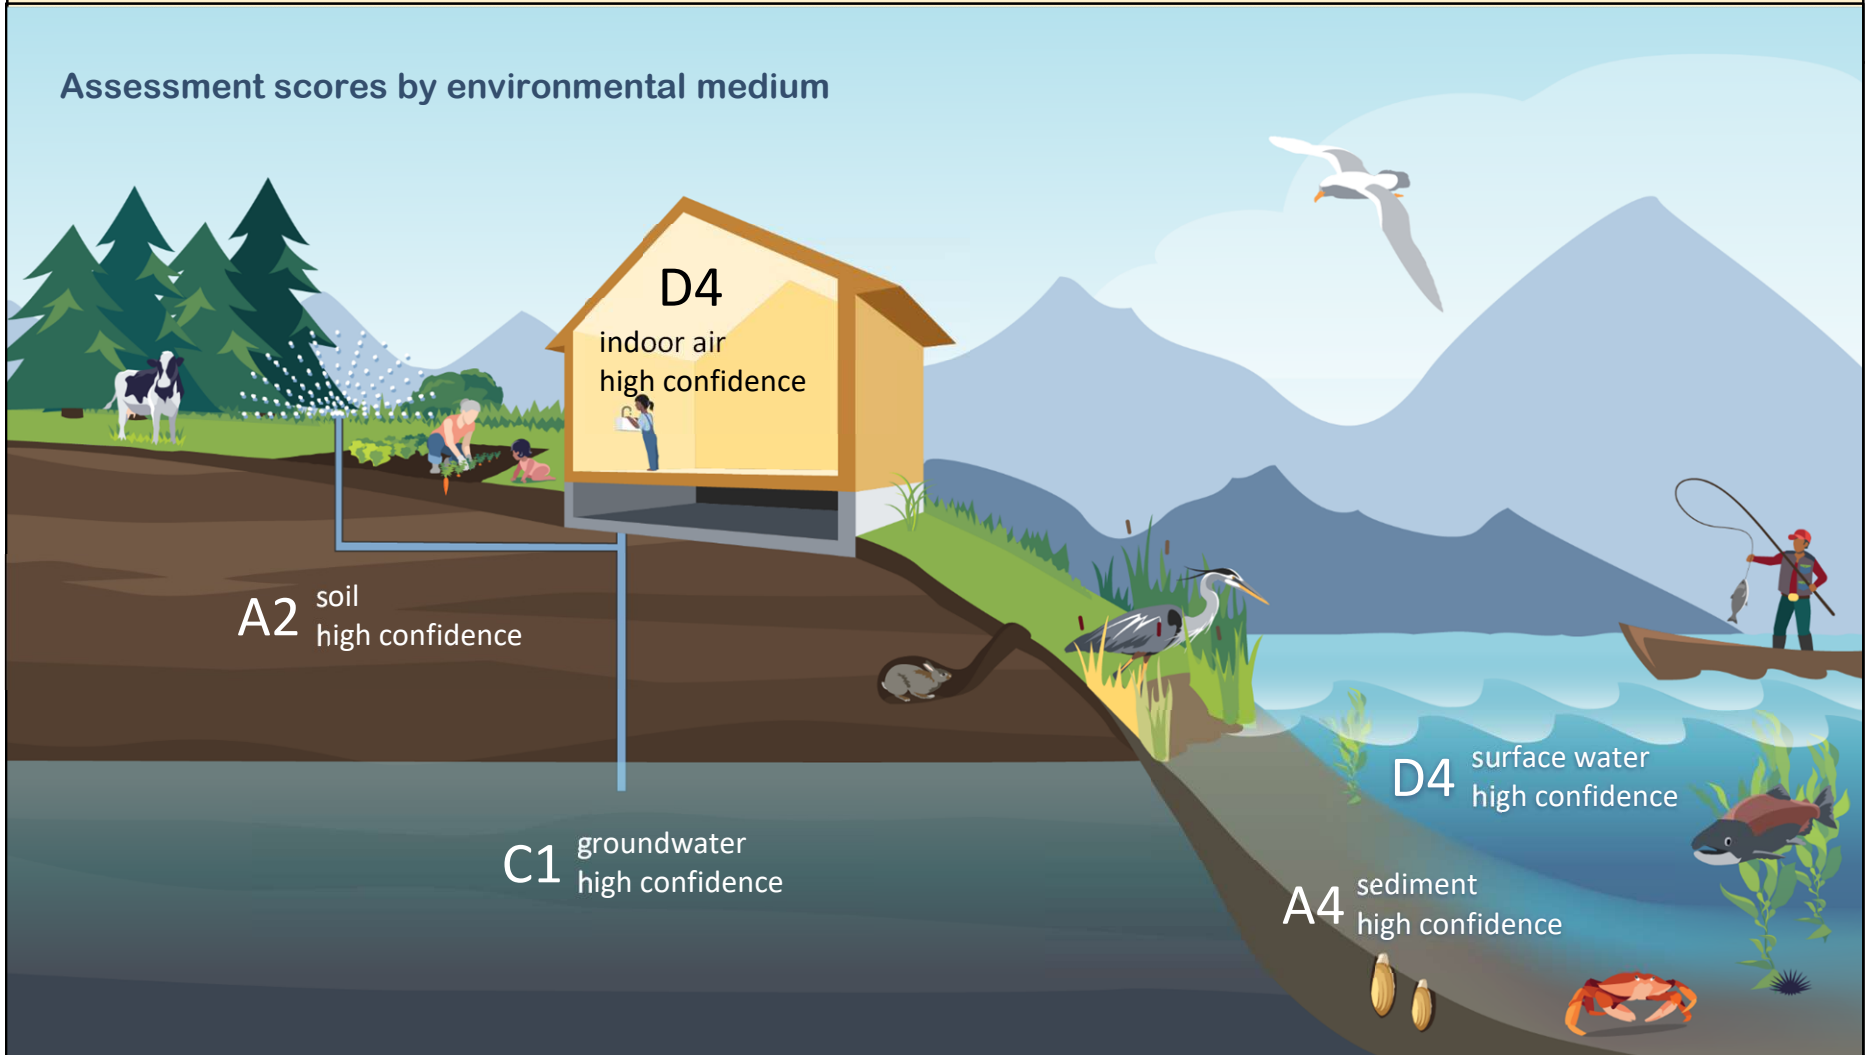 Assessment scores by environmental medium
D4
indoor air
high confidence
A2
soil
high confidence
C1
groundwater
high confidence
D4
surface water
high confidence
A4
sediment
high confidence